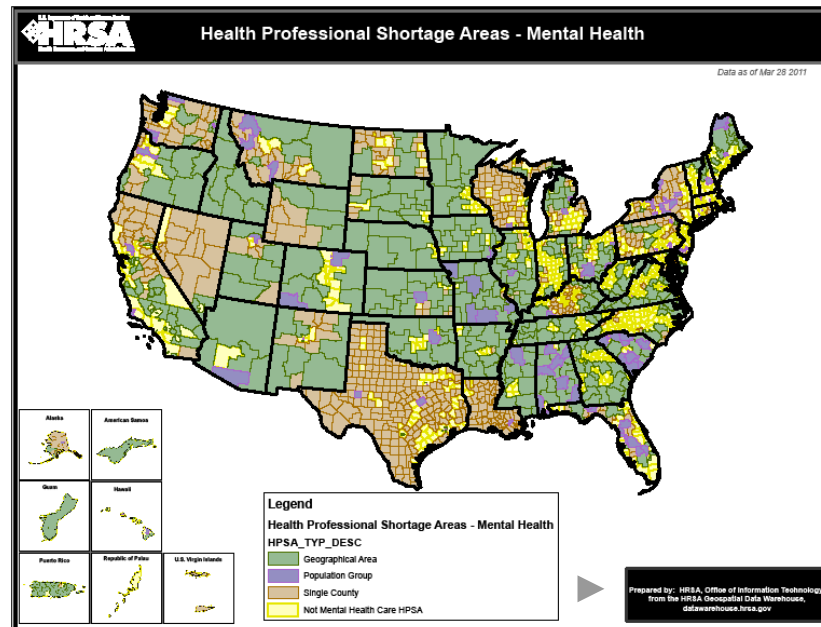 HRSA
Health Professional Shortage Areas - Mental Health
Data as of Mar 28 2011
Alaska
American Samoa
Guam
Hawaii
Puerto Rico
Republic of Palau
U.S. Virgin Islands
Legend
Health Professional Shortage Areas - Mental Health
HPSA_TYP_DESC
Geographical Area
Population Group
Single County
Not Mental Health Care HPSA
Prepared by: HRSA, Office of Information Technology
from the HRSA Geospatial Data Warehouse,
datawarehouse.hrsa.gov